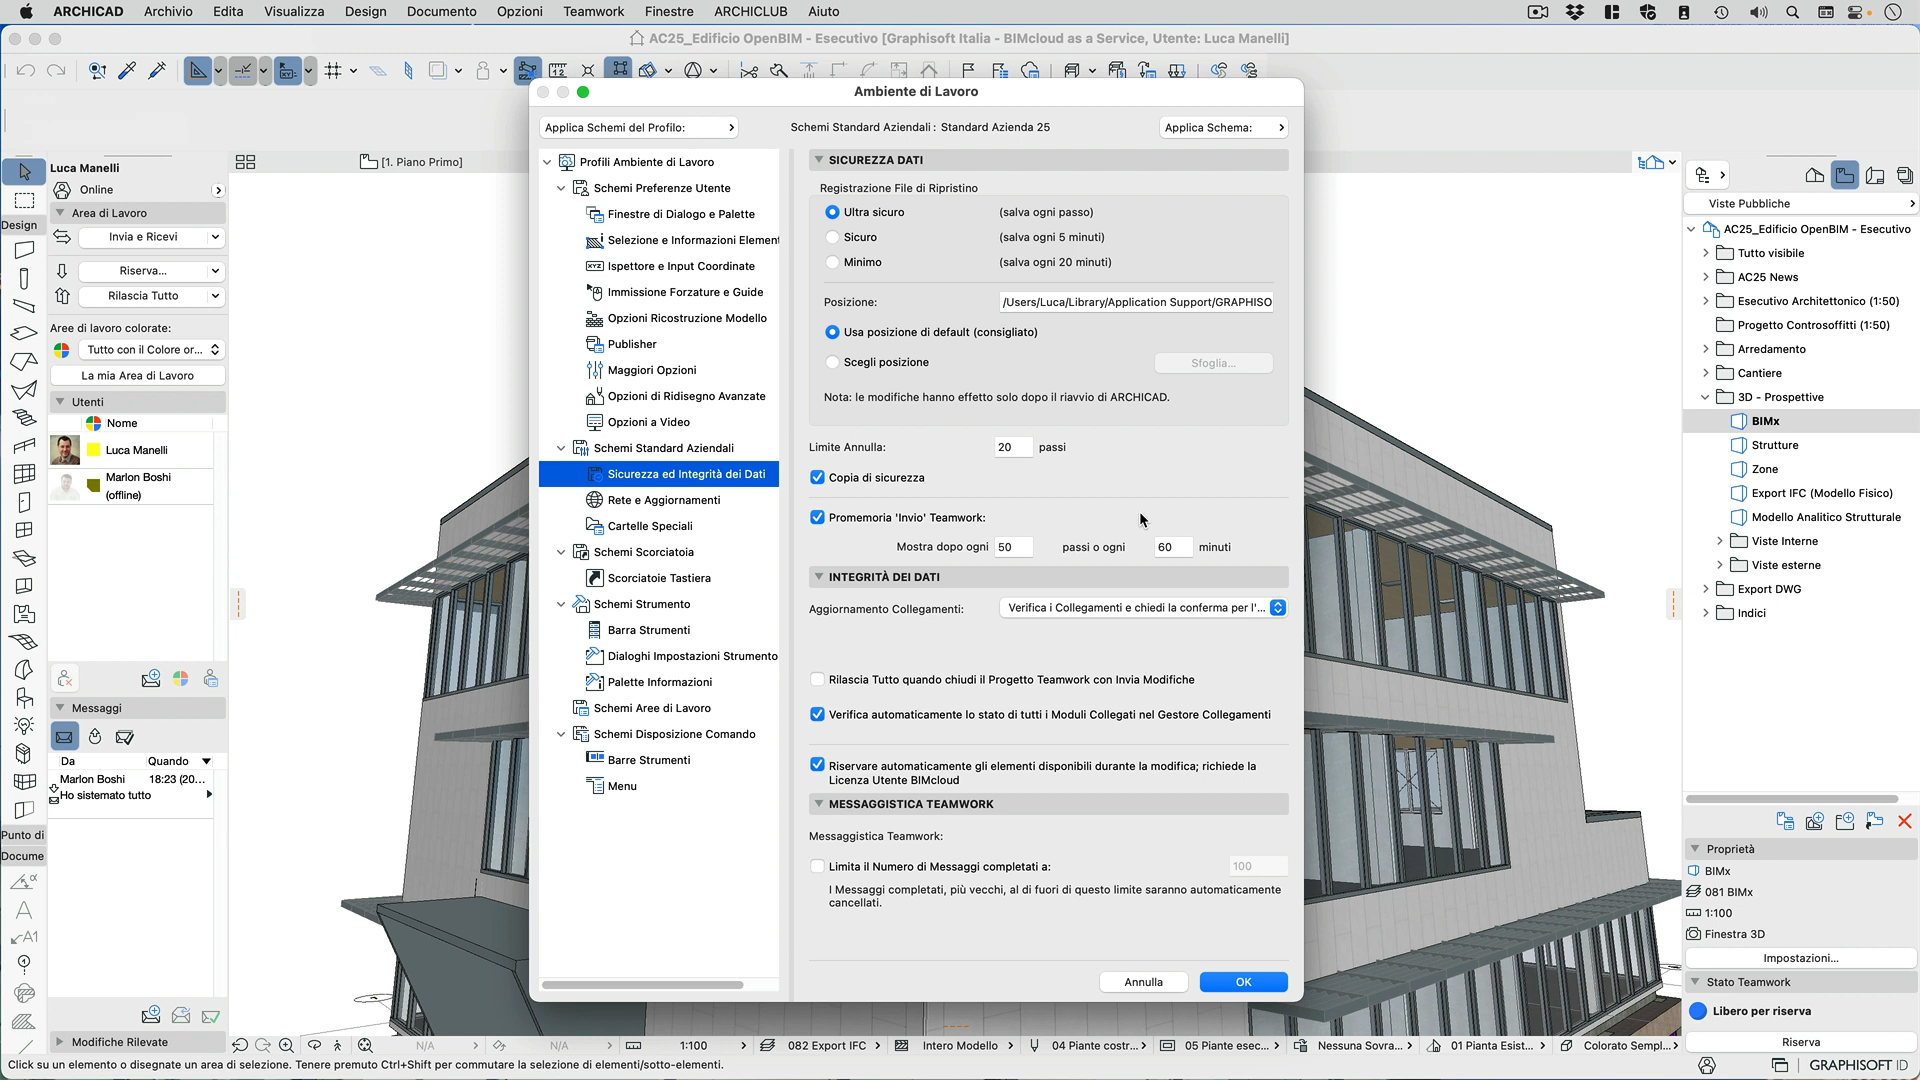 ARCHICAD Archivio Edita Visualizza Design Documento Opzioni Teamwork Finestre ARCHICLUB Aiuto
AC25_Edificio OpenBIM - Esecutivo [Graphisoft Italia - BIMcloud as a Service, Utente: Luca Manelli]
Ambiente di Lavoro
Applica Schemi del Profilo:
Schemi Standard Aziendali : Standard Azienda 25
Applica Schema:
Profili Ambiente di Lavoro
Schemi Preferenze Utente
Finestre di Dialogo e Palette
Selezione e Informazioni Element
Ispettore e Input Coordinate
Immissione Forzature e Guide
Opzioni Ricostruzione Modello
Publisher
Maggiori Opzioni
Opzioni di Ridisegno Avanzate
Opzioni a Video
Schemi Standard Aziendali
Sicurezza ed Integrità dei Dati
Rete e Aggiornamenti
Cartelle Speciali
Schemi Scorciatoia
Scorciatoie Tastiera
Schemi Strumento
Barra Strumenti
Dialoghi Impostazioni Strumento
Palette Informazioni
Schemi Aree di Lavoro
Schemi Disposizione Comando
Barre Strumenti
Menu
SICUREZZA DATI
Registrazione File di Ripristino
Ultra sicuro (salva ogni passo)
Sicuro (salva ogni 5 minuti)
Minimo (salva ogni 20 minuti)
Posizione: /Users/Luca/Library/Application Support/GRAPHISO
Usa posizione di default (consigliato)
Scegli posizione Sfoglia...
Nota: le modifiche hanno effetto solo dopo il riavvio di ARCHICAD.
Limite Annulla: 20 passi
Copia di sicurezza
Promemoria 'Invio' Teamwork:
Mostra dopo ogni 50 passi o ogni 60 minuti
INTEGRITÀ DEI DATI
Aggiornamento Collegamenti: Verifica i Collegamenti e chiedi la conferma per l'...
Rilascia Tutto quando chiudi il Progetto Teamwork con Invia Modifiche
Verifica automaticamente lo stato di tutti i Moduli Collegati nel Gestore Collegamenti
Riservare automaticamente gli elementi disponibili durante la modifica; richiede la
Licenza Utente BIMcloud
MESSAGGISTICA TEAMWORK
Messaggistica Teamwork:
Limita il Numero di Messaggi completati a: 100
I Messaggi completati, più vecchi, al di fuori di questo limite saranno automaticamente
cancellati.
Annulla OK
[1. Piano Primo]
Luca Manelli
Online
Area di Lavoro
Invia e Ricevi
Riserva...
Rilascia Tutto
Aree di lavoro colorate:
Tutto con il Colore or...
La mia Area di Lavoro
Utenti
Nome
Luca Manelli
Marlon Boshi
(offline)
Messaggi
Da Quando
Marlon Boshi 18:23 (20...
Ho sistemato tutto
Modifiche Rilevate
Design
Punto di
Docume
A1
Viste Pubbliche
AC25_Edificio OpenBIM - Esecutivo
Tutto visibile
AC25 News
Esecutivo Architettonico (1:50)
Progetto Controsoffitti (1:50)
Arredamento
Cantiere
3D - Prospettive
BIMx
Strutture
Zone
Export IFC (Modello Fisico)
Modello Analitico Strutturale
Viste Interne
Viste esterne
Export DWG
Indici
Proprietà
BIMx
081 BIMx
1:100
Finestra 3D
Impostazioni...
Stato Teamwork
Libero per riserva
Riserva
N/A N/A 1:100 082 Export IFC Intero Modello 04 Piante costr... 05 Piante esec... Nessuna Sovra... 01 Pianta Esist... Colorato Sempl...
Click su un elemento o disegnate un area di selezione. Tenere premuto Ctrl+Shift per commutare la selezione di elementi/sotto-elementi.
GRAPHISOFT ID